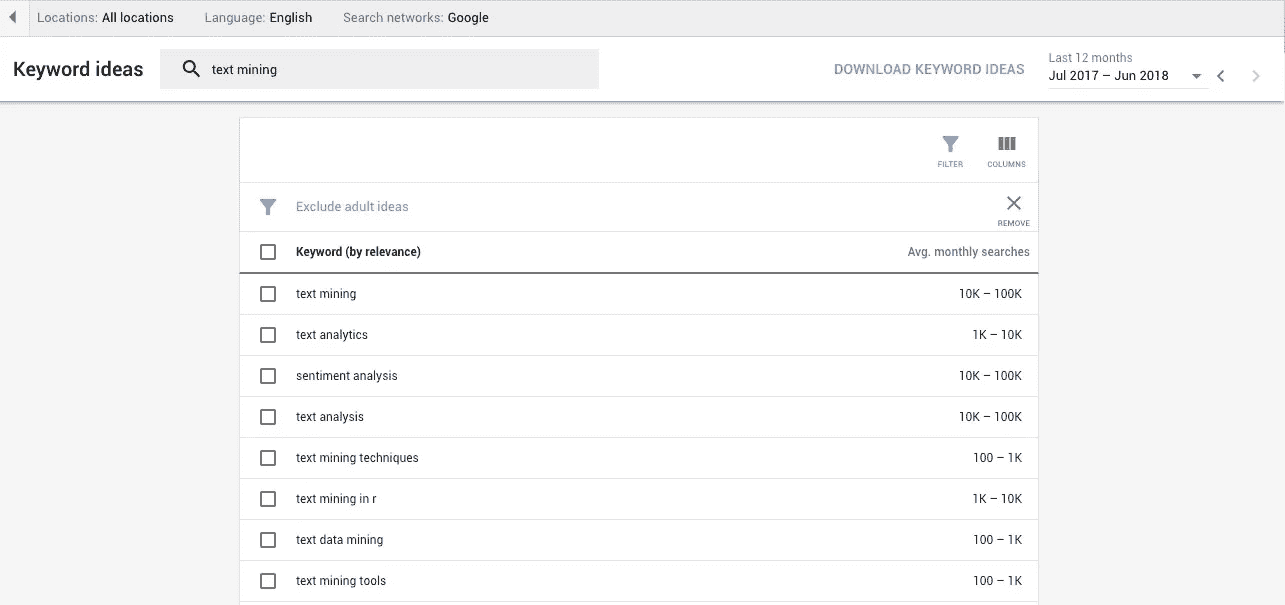 Locations: All locations Language: English Search networks: Google
Keyword ideas text mining DOWNLOAD KEYWORD IDEAS Last 12 months
Jul 2017 – Jun 2018
FILTER COLUMNS
Exclude adult ideas REMOVE
Keyword (by relevance) Avg. monthly searches
text mining 10K – 100K
text analytics 1K – 10K
sentiment analysis 10K – 100K
text analysis 10K – 100K
text mining techniques 100 – 1K
text mining in r 1K – 10K
text data mining 100 – 1K
text mining tools 100 – 1K